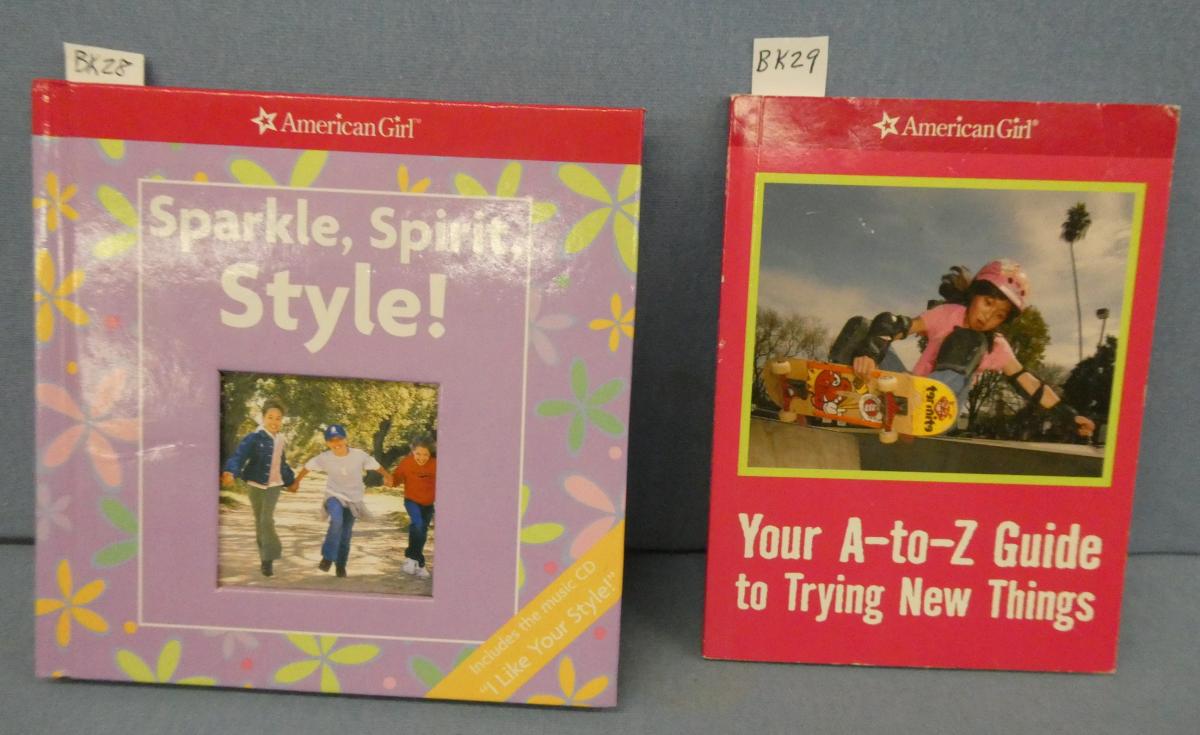 BK28
American Girl™
Sparkle, Spirit,
Style!
Includes the music CD
"I Like Your Style!"
BK29
American Girl®
Your A-to-Z Guide
to Trying New Things